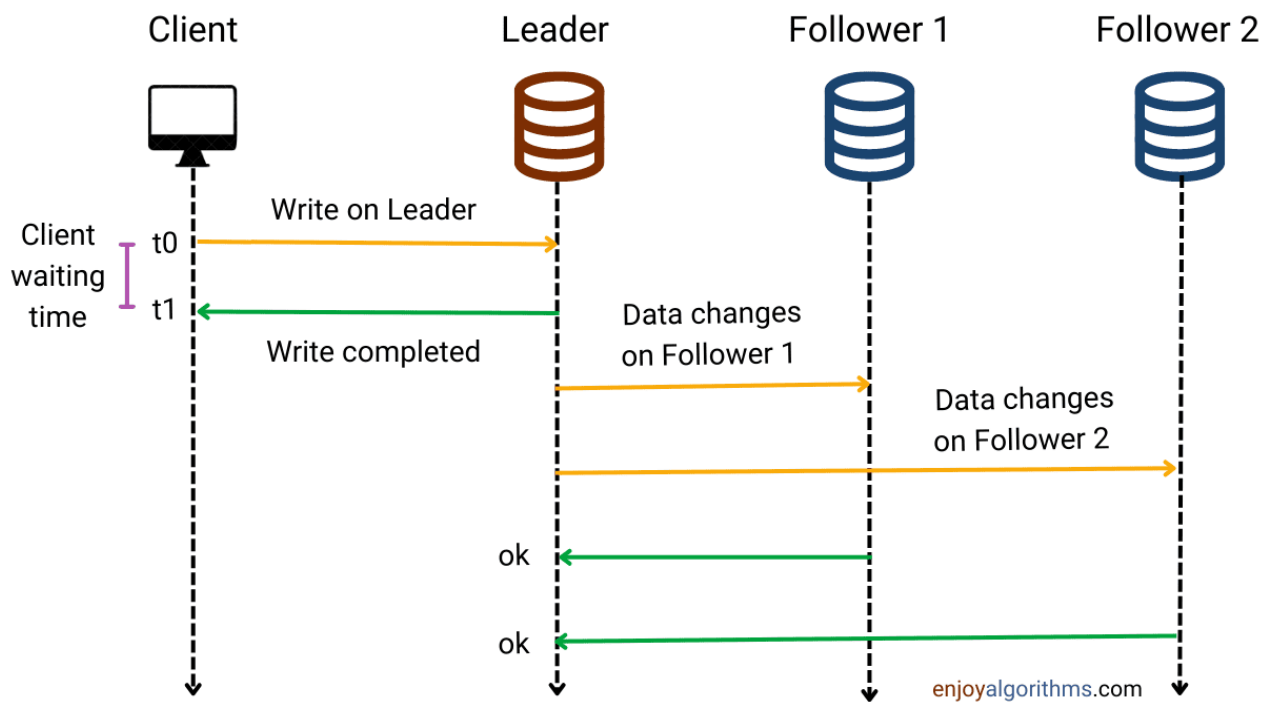 Client
Leader
Follower 1
Follower 2
Write on Leader
Client
waiting
time
t0
t1
Write completed
Data changes
on Follower 1
Data changes
on Follower 2
ok
ok
enjoyalgorithms.com